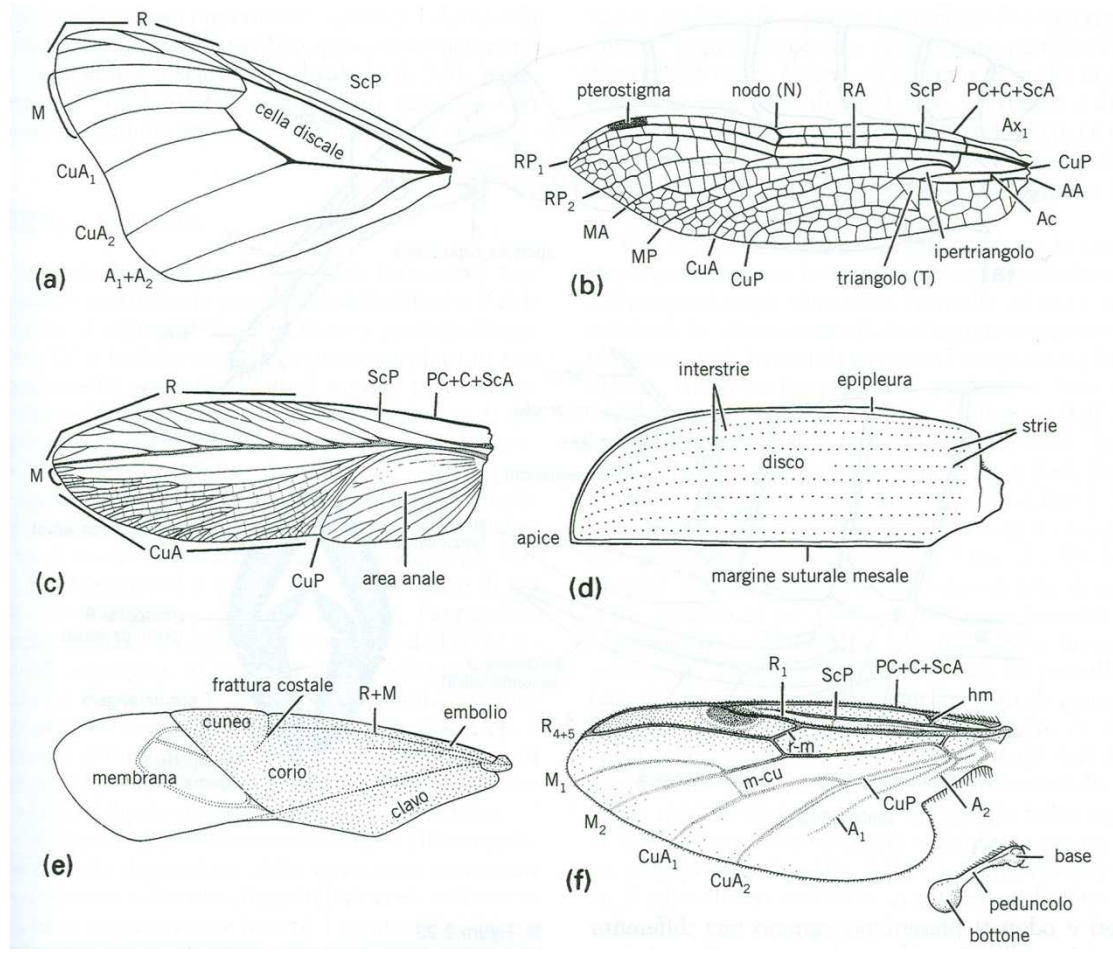 R
ScP
M
cella discale
CuA₁
CuA₂
A₁+A₂
(a)
pterostigma
nodo (N)
RA
ScP
PC+C+ScA
Ax₁
CuP
AA
Ac
RP₁
RP₂
MA
MP
CuA
CuP
ipertriangolo
triangolo (T)
(b)
R
ScP
PC+C+ScA
M
CuA
CuP
area anale
(c)
interstrie
epipleura
strie
disco
apice
margine suturale mesale
(d)
frattura costale
R+M
embolio
cuneo
membrana
corio
clavo
(e)
R₁
ScP
PC+C+ScA
hm
R₄₊₅
r-m
M₁
m-cu
M₂
CuP
A₂
A₁
CuA₁
CuA₂
base
peduncolo
bottone
(f)